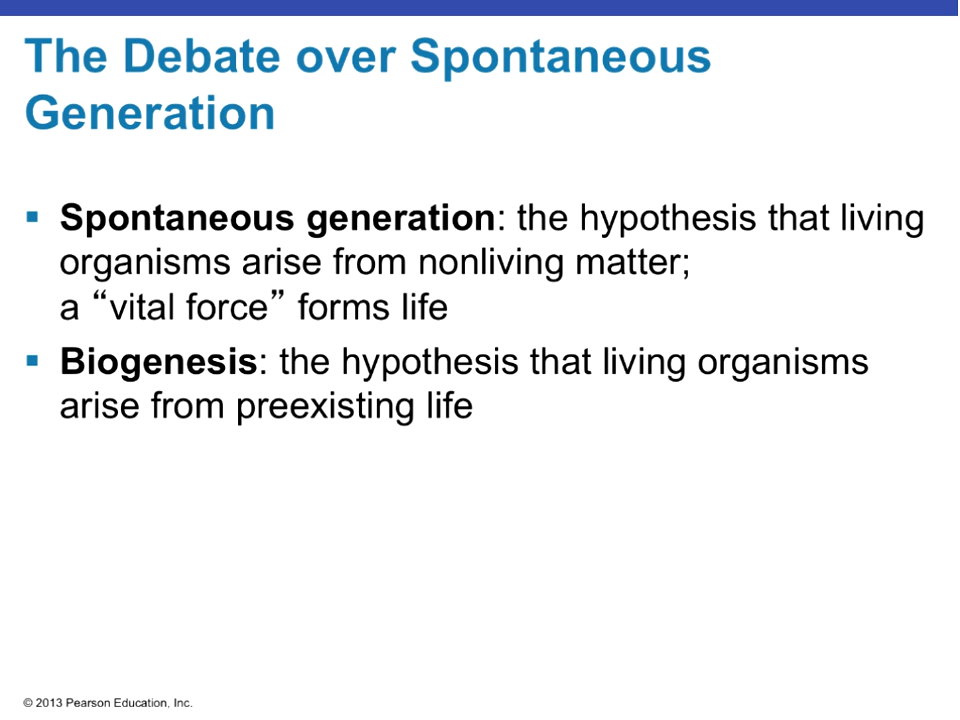 The Debate over Spontaneous
Generation
▪ Spontaneous generation: the hypothesis that living
organisms arise from nonliving matter;
a “vital force” forms life
▪ Biogenesis: the hypothesis that living organisms
arise from preexisting life
© 2013 Pearson Education, Inc.